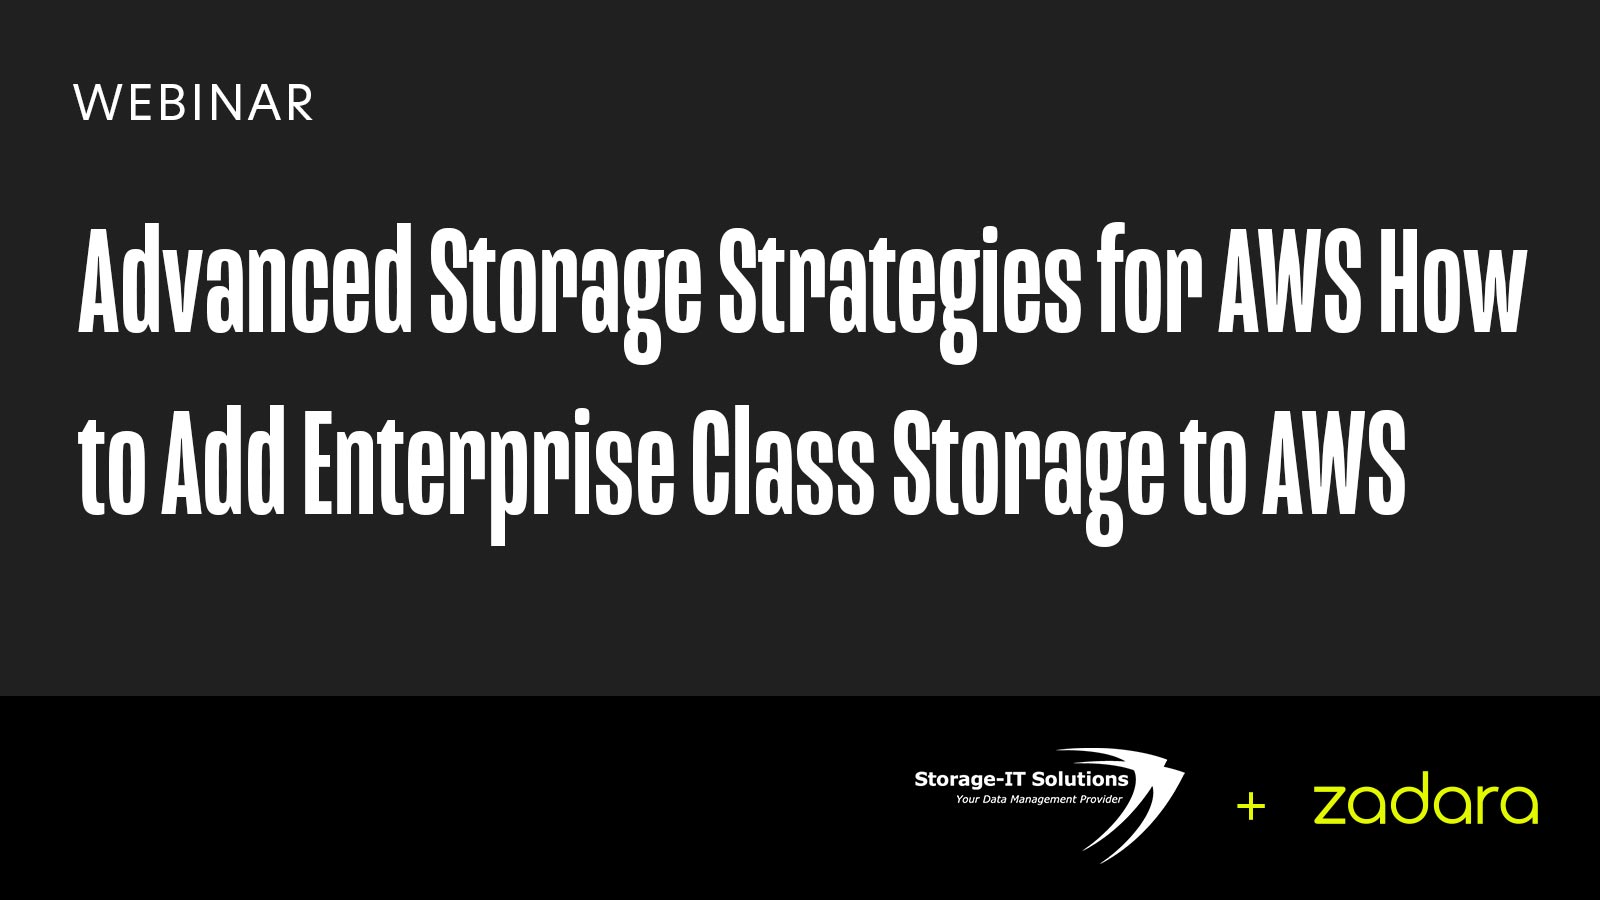 WEBINAR
Advanced Storage Strategies for AWS How
to Add Enterprise Class Storage to AWS
Storage-IT Solutions
Your Data Management Provider
+
zadara